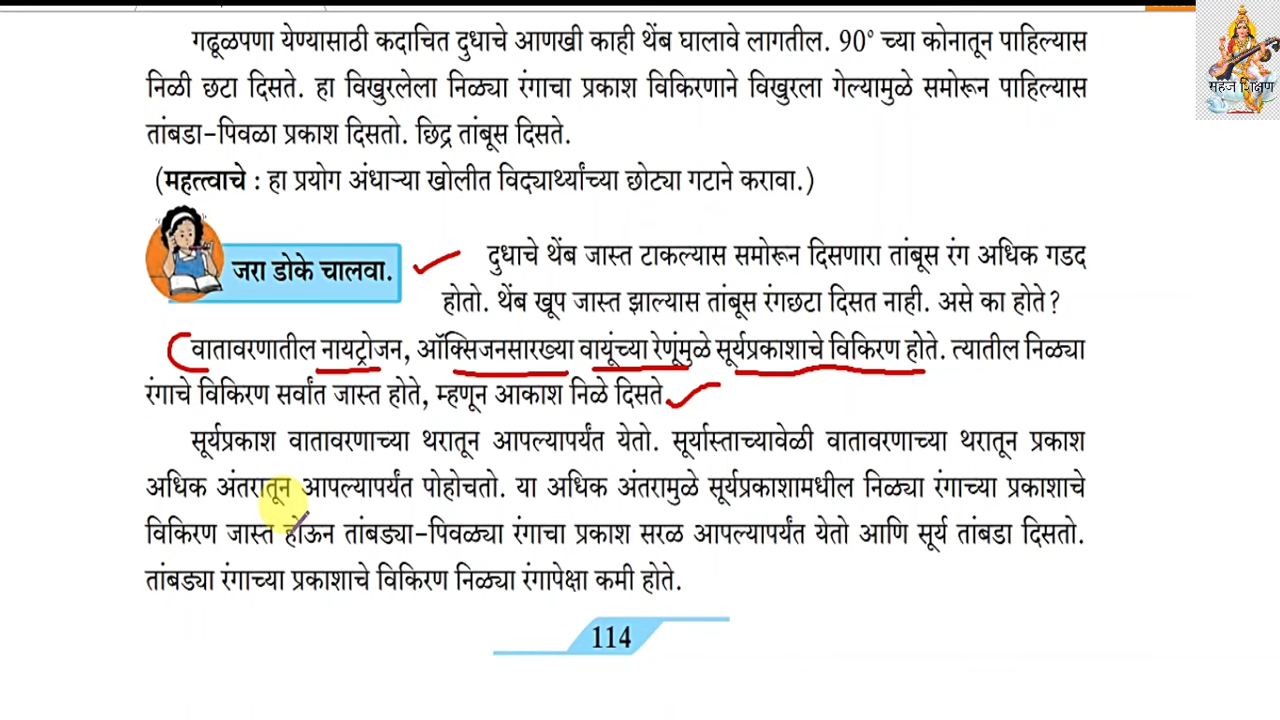 गढूळपणा येण्यासाठी कदाचित दुधाचे आणखी काही थेंब घालावे लागतील. 90° च्या कोनातून पाहिल्यास
निळी छटा दिसते. हा विखुरलेला निळ्या रंगाचा प्रकाश विकिरणाने विखुरला गेल्यामुळे समोरून पाहिल्यास
तांबडा-पिवळा प्रकाश दिसतो. छिद्र तांबूस दिसते.
(महत्त्वाचे : हा प्रयोग अंधाऱ्या खोलीत विद्यार्थ्यांच्या छोट्या गटाने करावा.)
जरा डोके चालवा.
दुधाचे थेंब जास्त टाकल्यास समोरून दिसणारा तांबूस रंग अधिक गडद
होतो. थेंब खूप जास्त झाल्यास तांबूस रंगछटा दिसत नाही. असे का होते?
वातावरणातील नायट्रोजन, ऑक्सिजनसारख्या वायूंच्या रेणूंमुळे सूर्यप्रकाशाचे विकिरण होते. त्यातील निळ्या
रंगाचे विकिरण सर्वांत जास्त होते, म्हणून आकाश निळे दिसते.
सूर्यप्रकाश वातावरणाच्या थरातून आपल्यापर्यंत येतो. सूर्यास्ताच्यावेळी वातावरणाच्या थरातून प्रकाश
अधिक अंतरातून आपल्यापर्यंत पोहोचतो. या अधिक अंतरामुळे सूर्यप्रकाशामधील निळ्या रंगाच्या प्रकाशाचे
विकिरण जास्त होऊन तांबड्या-पिवळ्या रंगाचा प्रकाश सरळ आपल्यापर्यंत येतो आणि सूर्य तांबडा दिसतो.
तांबड्या रंगाच्या प्रकाशाचे विकिरण निळ्या रंगापेक्षा कमी होते.
114
सहज शिक्षण